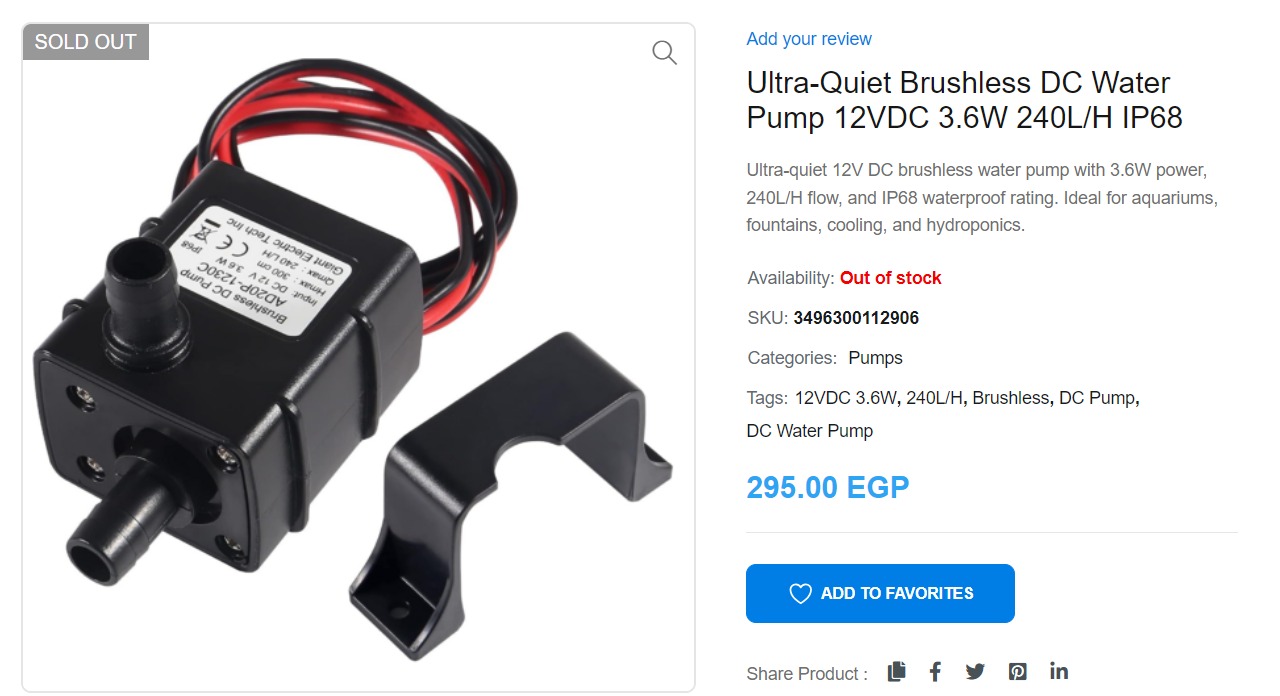 SOLD OUT
Brushless DC Pump
AD20P-1230C
Input: DC 12 V 3.6 W
Hmax : 300 cm
Qmax : 240 L/H
IP68
CE
Giant Electric Tech Inc
Add your review
Ultra-Quiet Brushless DC Water
Pump 12VDC 3.6W 240L/H IP68
Ultra-quiet 12V DC brushless water pump with 3.6W power,
240L/H flow, and IP68 waterproof rating. Ideal for aquariums,
fountains, cooling, and hydroponics.
Availability: Out of stock
SKU: 3496300112906
Categories: Pumps
Tags: 12VDC 3.6W, 240L/H, Brushless, DC Pump,
DC Water Pump
295.00 EGP
ADD TO FAVORITES
Share Product :